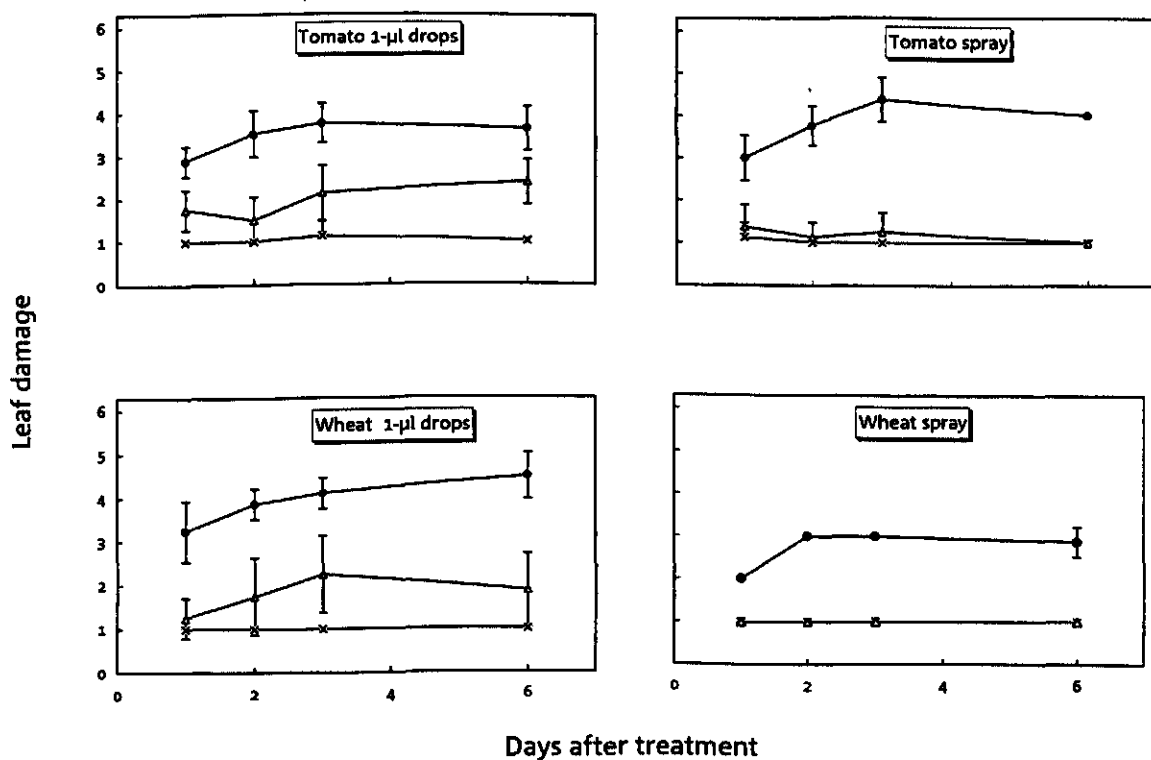 Tomato 1-µl drops
6
5
4
3
2
1
0
Tomato spray
Leaf damage
Wheat 1-µl drops
6
5
4
3
2
1
0
0 2 4 6
Wheat spray
0 2 4 6
Days after treatment